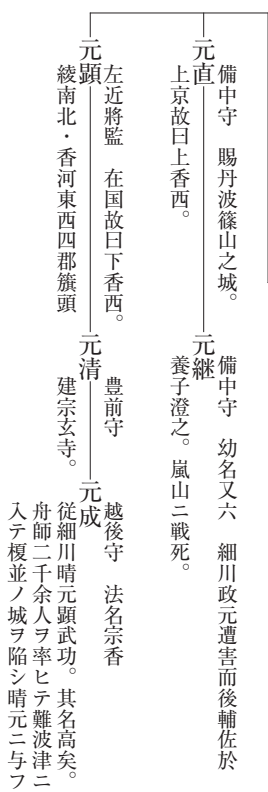 元直
備中守　賜丹波篠山之城。
上京故曰上香西。
元継
備中守　幼名又六　細川政元遭害而後輔佐於
養子澄之。嵐山ニ戦死。
元顕
左近將監　在国故曰下香西。
綾南北・香河東西四郡簱頭
元清
豊前守
建宗玄寺。
元成
越後守　法名宗香
従細川晴元顕武功。其名高矣。
舟師二千余人ヲ率ヒテ難波津ニ
入テ榎並ノ城ヲ陥シ晴元ニ与フ